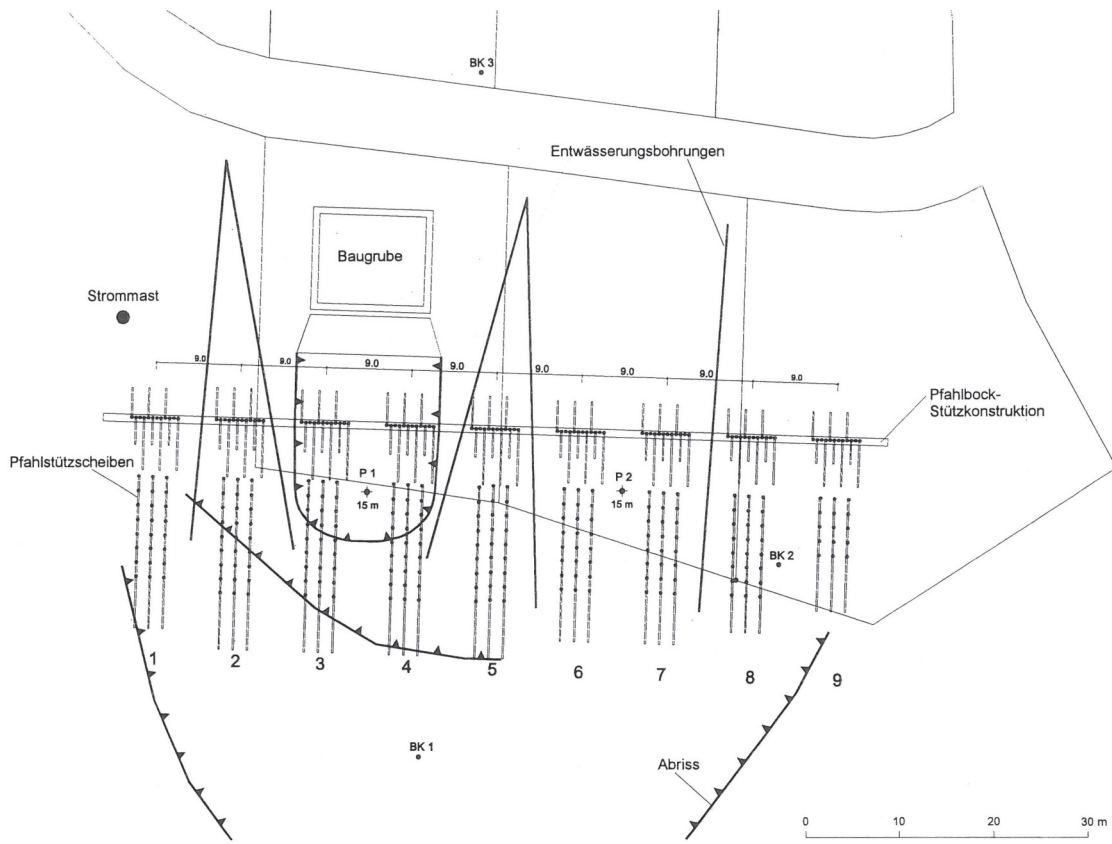 BK 3
Entwässerungsbohrungen
Baugrube
Strommast
9.0
9.0
9.0
9.0
9.0
9.0
9.0
9.0
Pfahlbock-
Stützkonstruktion
Pfahlstützscheiben
P 1
15 m
P 2
15 m
BK 2
1
2
3
4
5
6
7
8
9
BK 1
Abriss
0
10
20
30 m